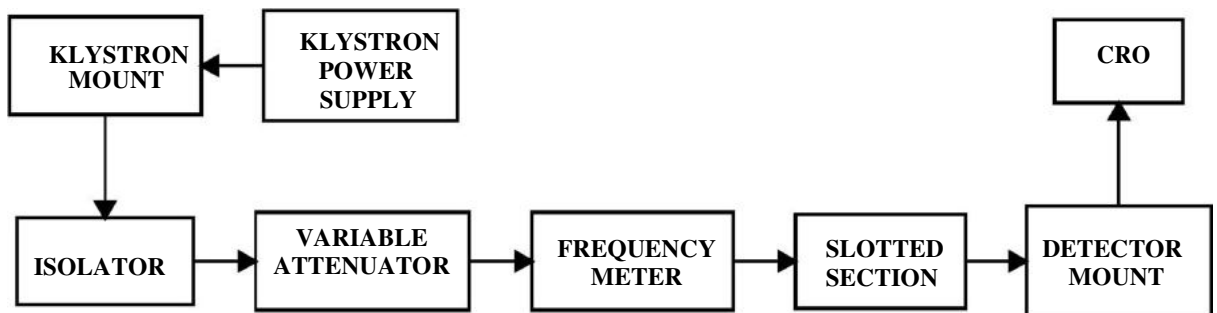 KLYSTRON
MOUNT
KLYSTRON
POWER
SUPPLY
CRO
ISOLATOR
VARIABLE
ATTENUATOR
FREQUENCY
METER
SLOTTED
SECTION
DETECTOR
MOUNT